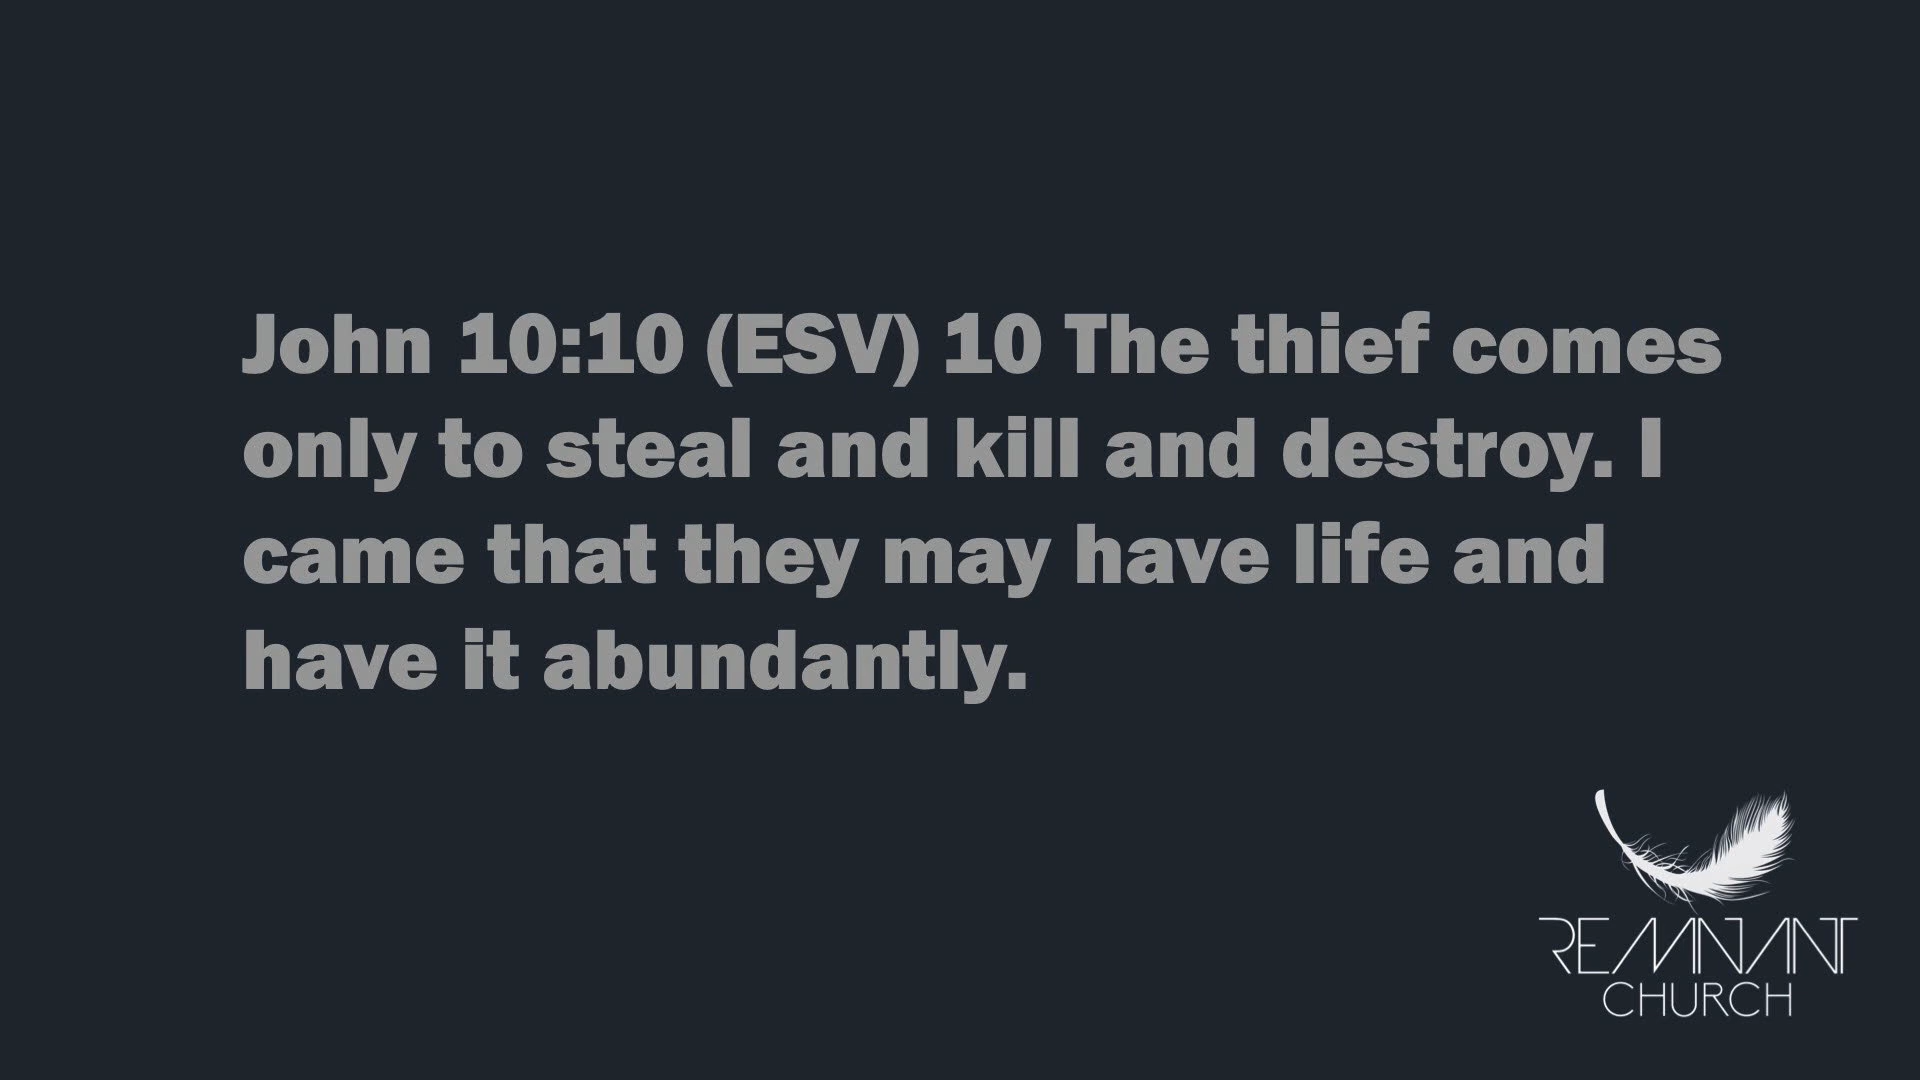 John 10:10 (ESV) 10 The thief comes
only to steal and kill and destroy. I
came that they may have life and
have it abundantly.
REMNANT
CHURCH